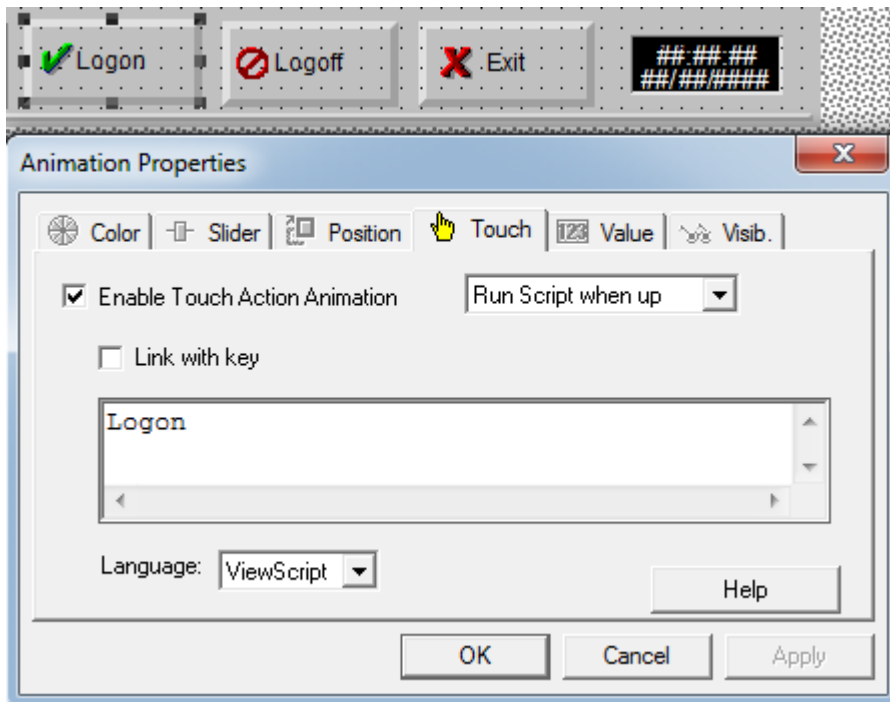 Logon Logoff Exit ##:##:##
##/##/####
Animation Properties
Color Slider Position Touch 123 Value Visib.
Enable Touch Action Animation Run Script when up
Link with key
Logon
Language: ViewScript
Help
OK Cancel Apply